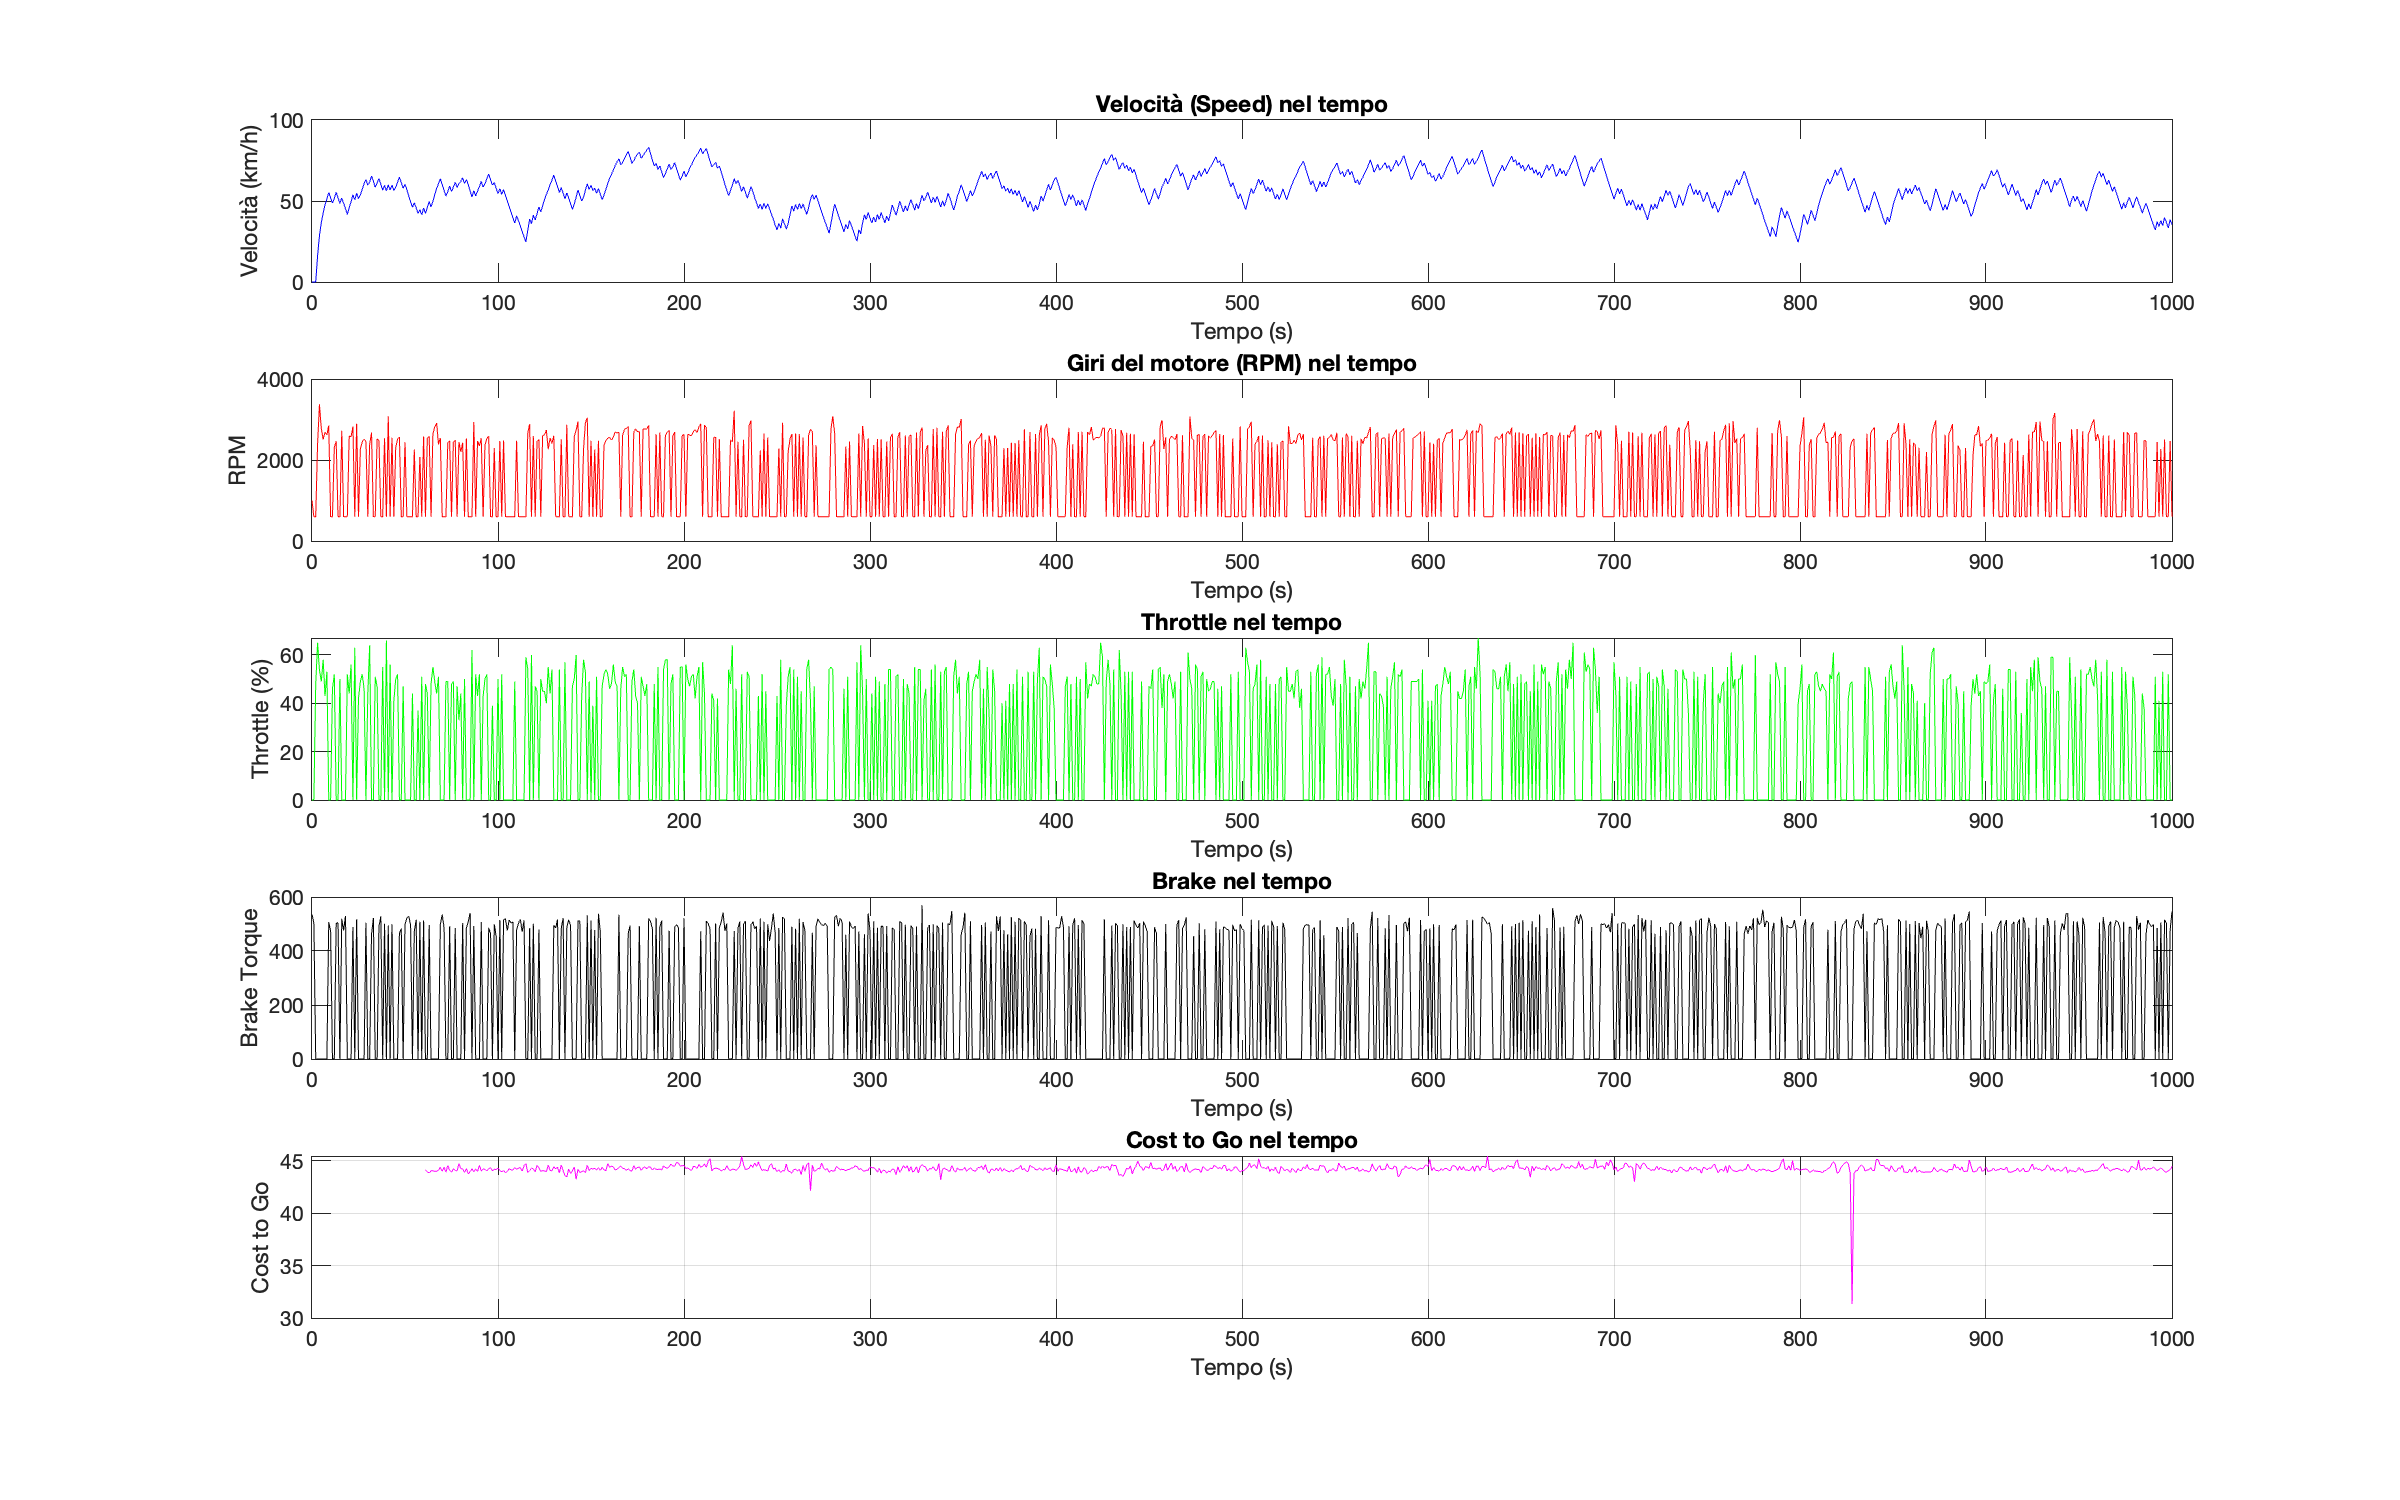 Velocità (Speed) nel tempo
Velocità (km/h)
100
50
0
0 100 200 300 400 500 600 700 800 900 1000
Tempo (s)
Giri del motore (RPM) nel tempo
RPM
4000
2000
0
0 100 200 300 400 500 600 700 800 900 1000
Tempo (s)
Throttle nel tempo
Throttle (%)
60
40
20
0
0 100 200 300 400 500 600 700 800 900 1000
Tempo (s)
Brake nel tempo
Brake Torque
600
400
200
0
0 100 200 300 400 500 600 700 800 900 1000
Tempo (s)
Cost to Go nel tempo
Cost to Go
45
40
35
30
0 100 200 300 400 500 600 700 800 900 1000
Tempo (s)